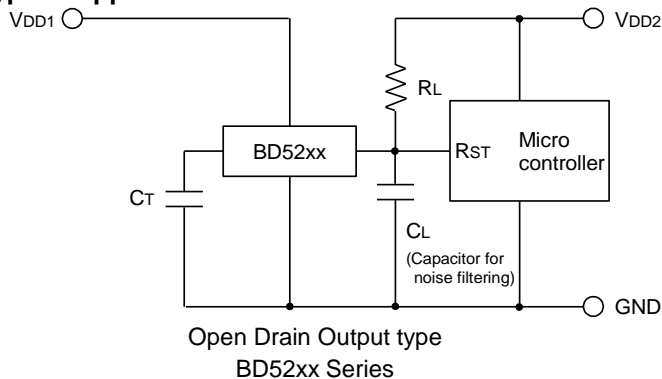 VDD1
VDD2
RL
BD52xx
RST
Micro
controller
CT
CL
(Capacitor for
noise filtering)
GND
Open Drain Output type
BD52xx Series